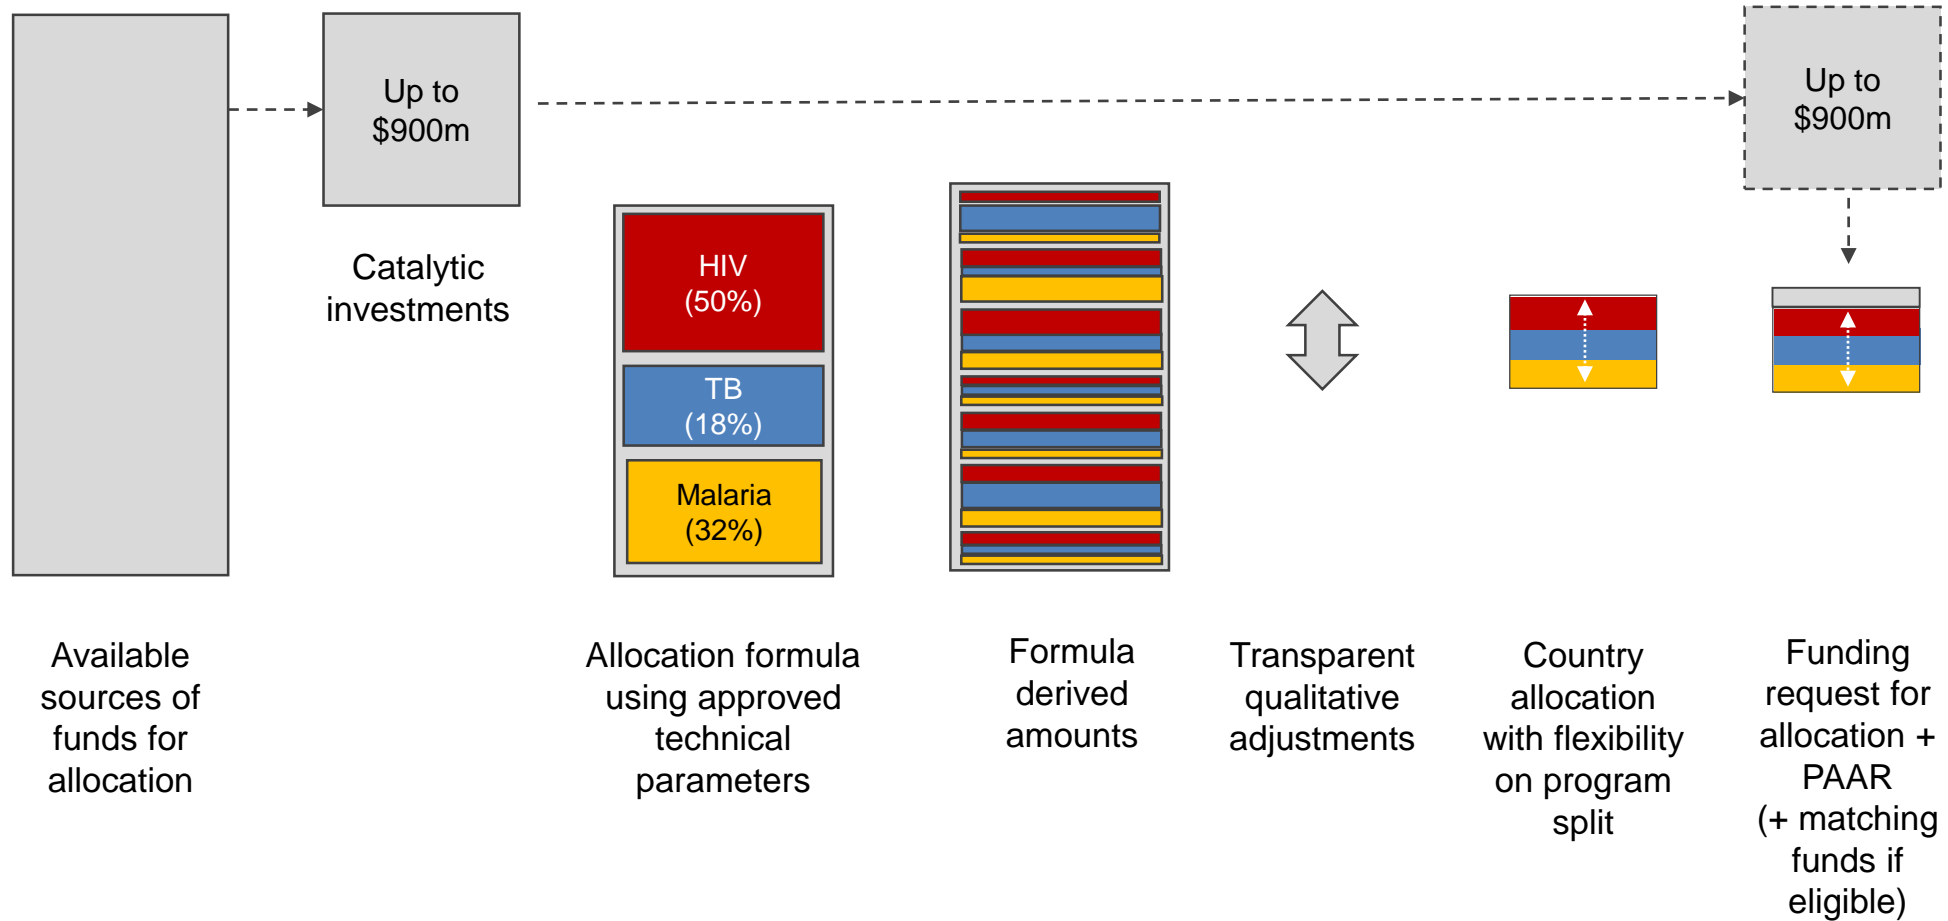 Up to
$900m
Up to
$900m
Catalytic
investments
HIV
(50%)
TB
(18%)
Malaria
(32%)
Available
sources of
funds for
allocation
Allocation formula
using approved
technical
parameters
Formula
derived
amounts
Transparent
qualitative
adjustments
Country
allocation
with flexibility
on program
split
Funding
request for
allocation +
PAAR
(+ matching
funds if
eligible)